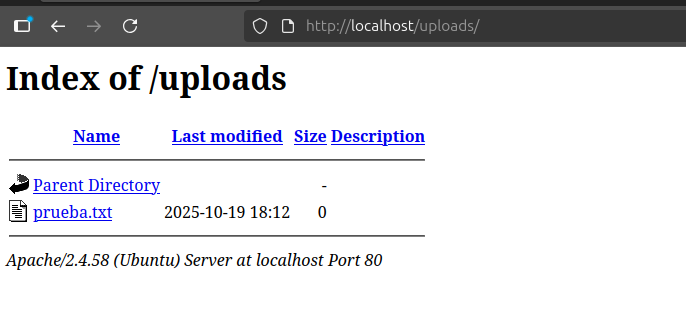 http://localhost/uploads/
Index of /uploads
Name Last modified Size Description
Parent Directory -
prueba.txt 2025-10-19 18:12 0
Apache/2.4.58 (Ubuntu) Server at localhost Port 80